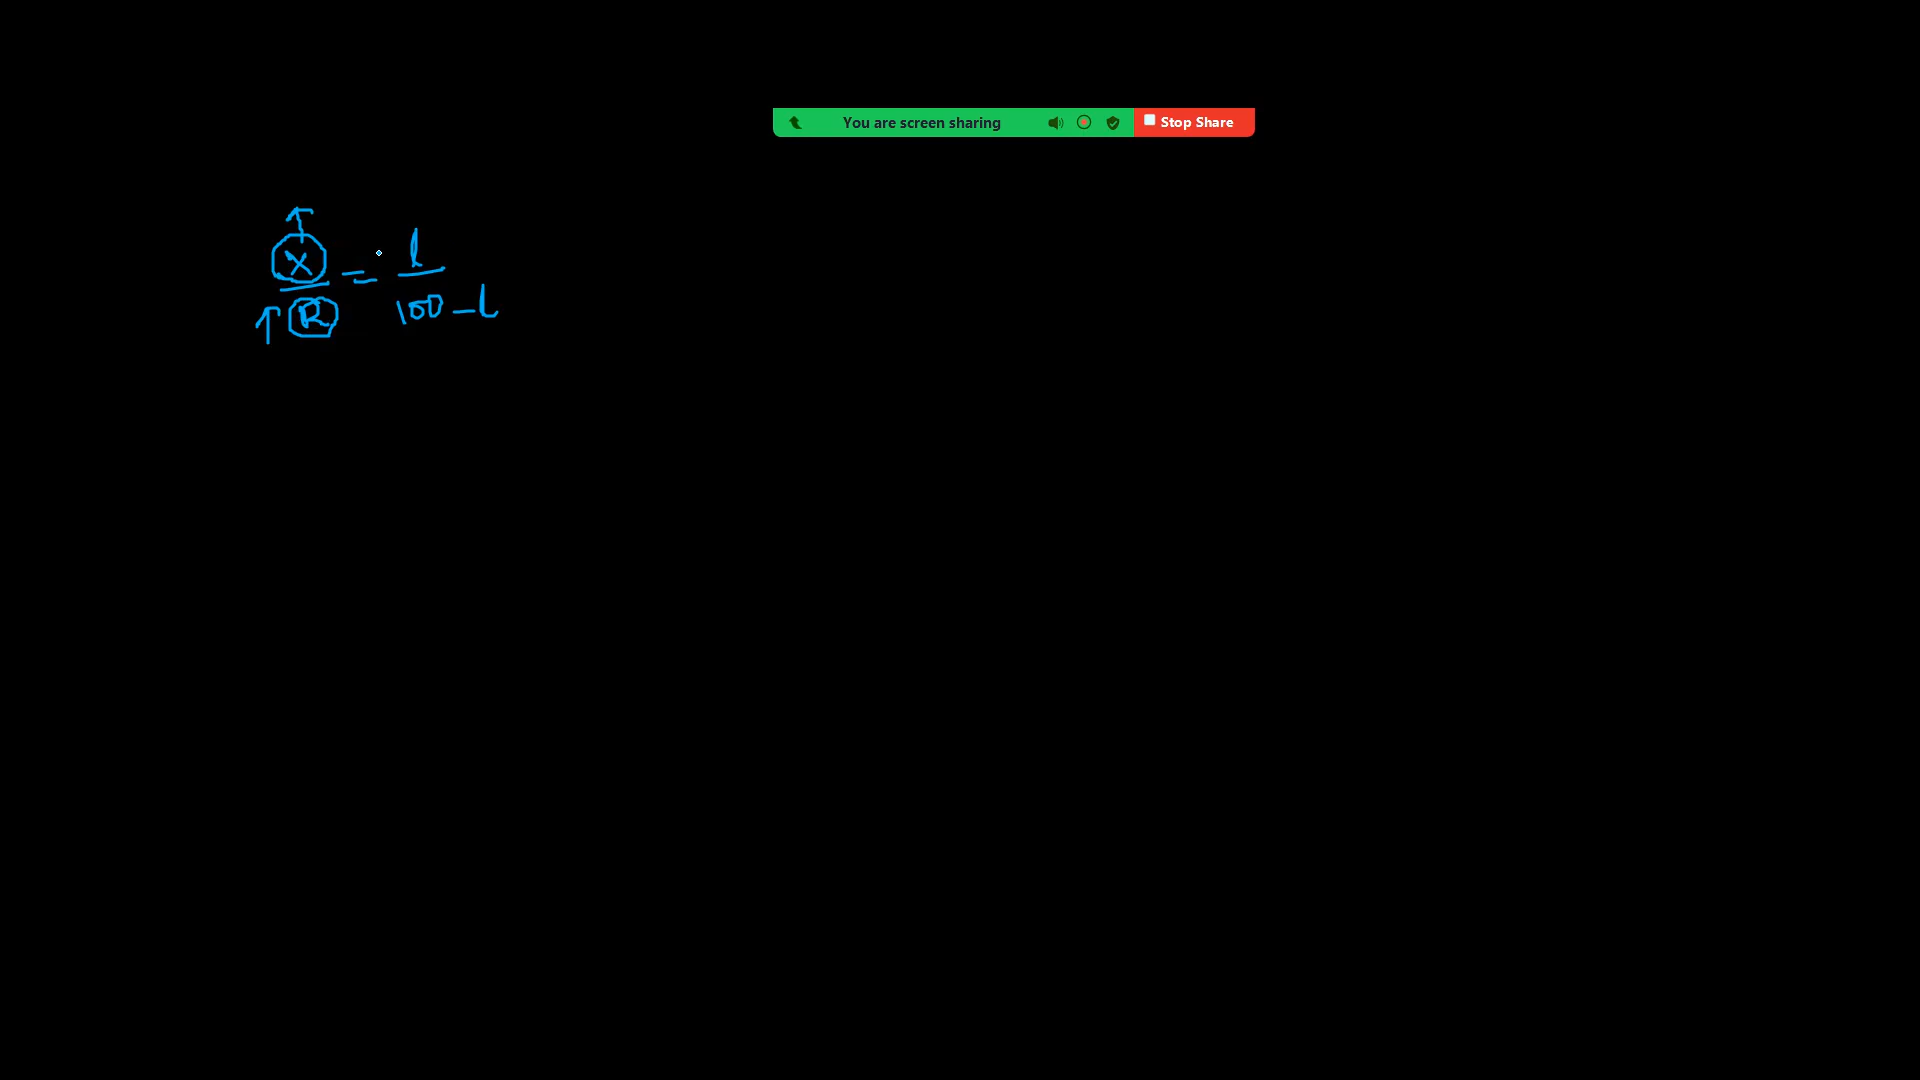 You are screen sharing Stop Share
↑
X / ↑ R = l / 100 - l